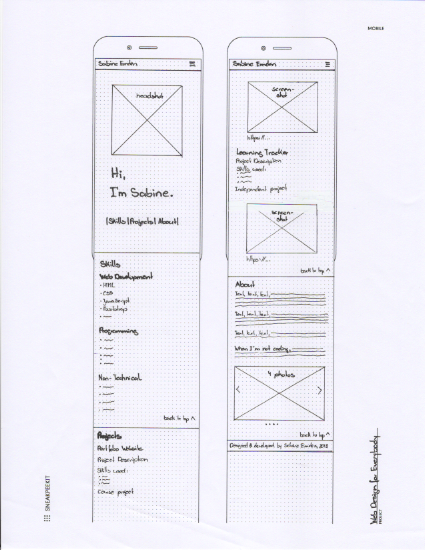 MOBILE
Sabine Emden
headshot
Hi,
I'm Sabine.
|Skills|Projects|About|
Skills
Web Development
- HTML
- CSS
- JavaScript
- Bootstrap
Programming
Non-Technical
back to top ^
Projects
Portfolio Website
Project Description
Skills used:
Course project
Sabine Emden
screen-
shot
https://...
Learning Tracker
Project Description
Skills used:
Independent project
screen-
shot
https://...
back to top ^
About
Text, text, text,
Text, text, text,
Text, text,
When I'm not coding,
4 photos
< >
back to top ^
Designed & developed by Sabine Emden,
SNEAKPEEKIT
Web Design for Everybody
PROJECT